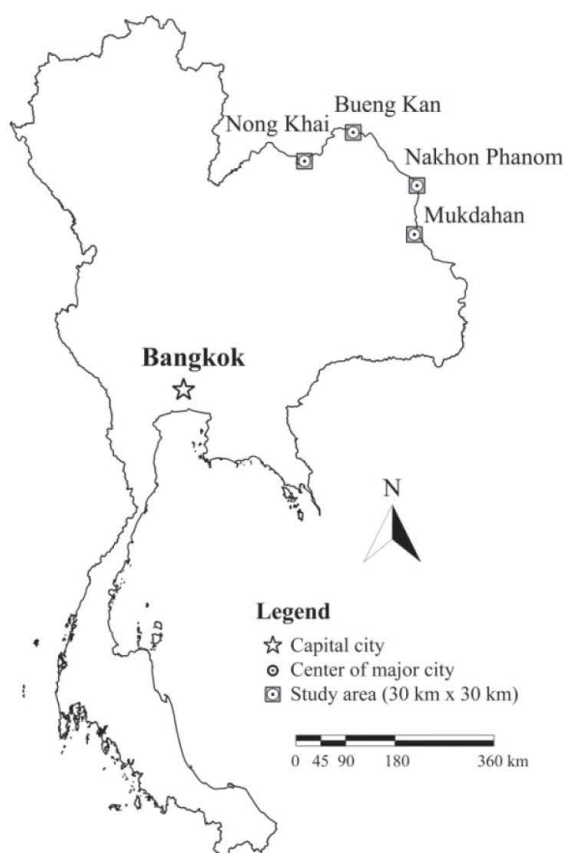 Bueng Kan
Nong Khai
Nakhon Phanom
Mukdahan
Bangkok
N
Legend
Capital city
Center of major city
Study area (30 km x 30 km)
0 45 90 180 360 km